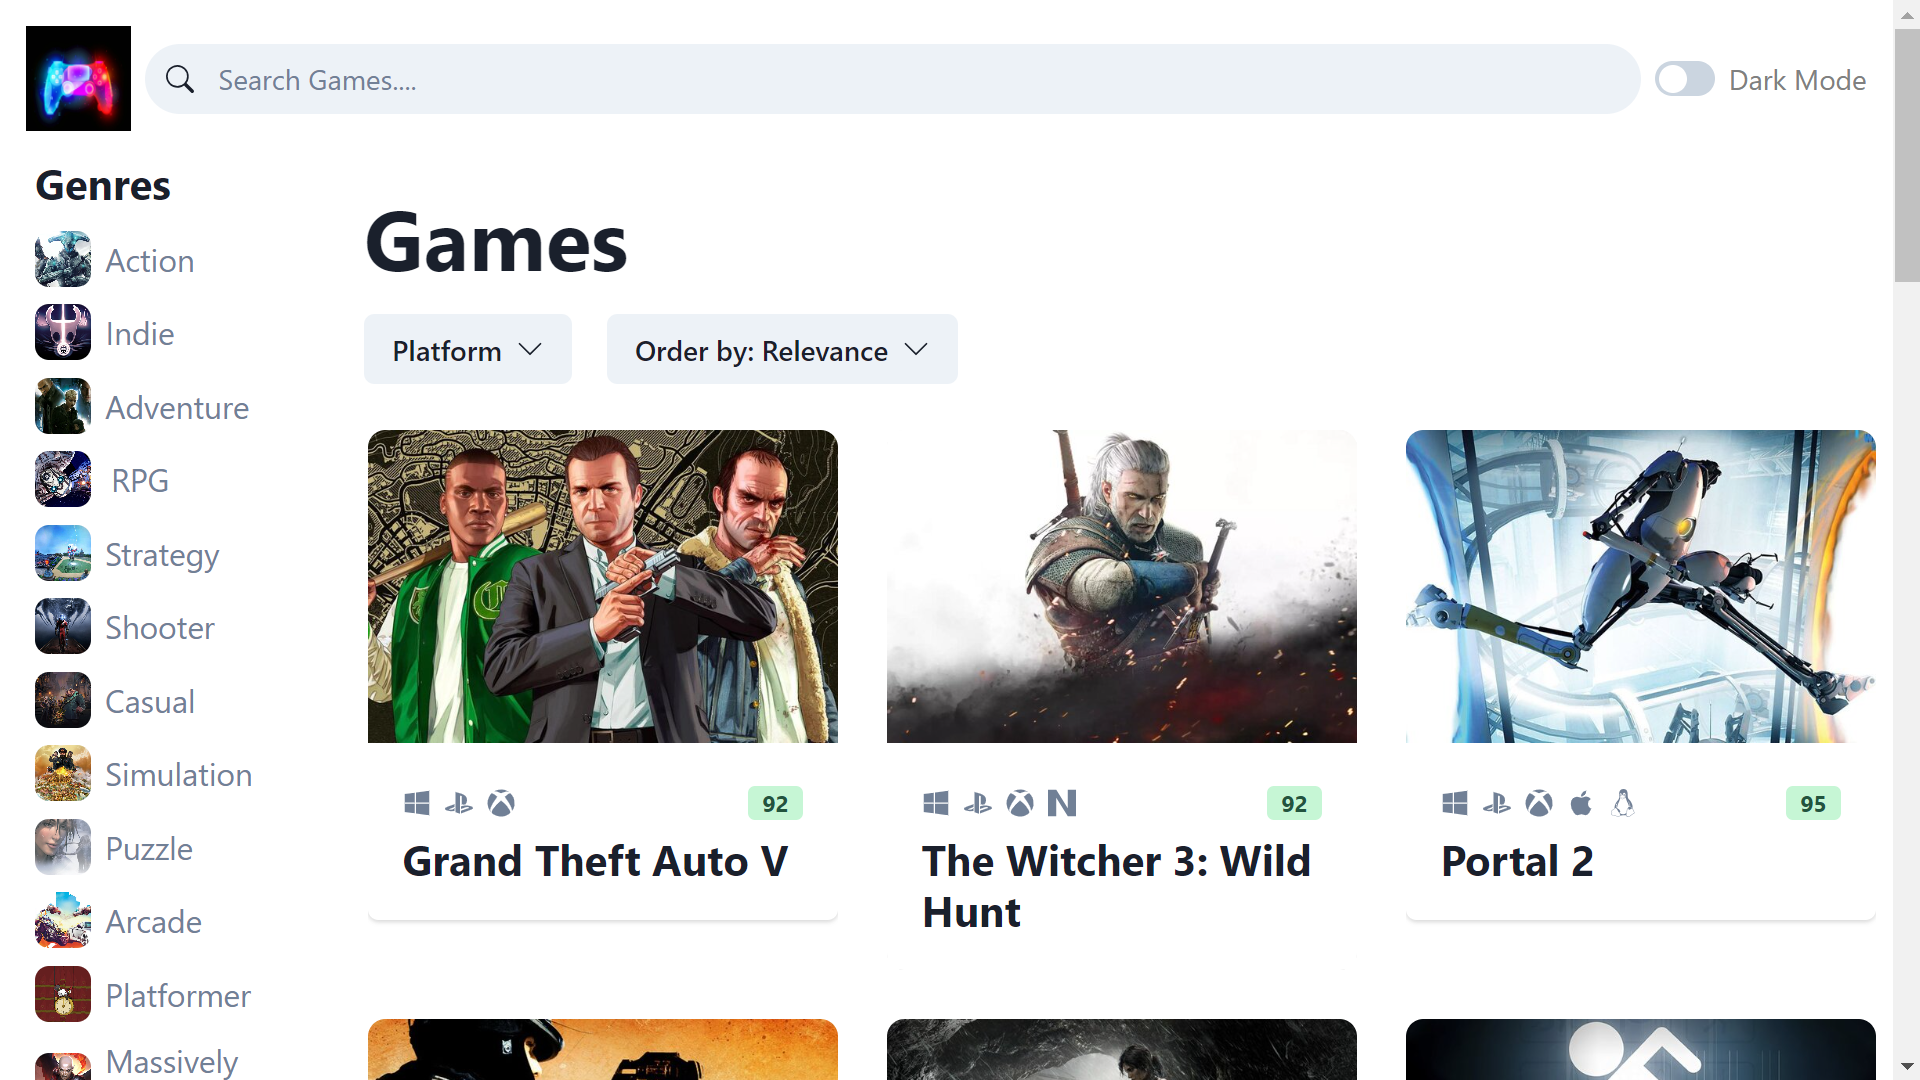 Search Games....
Dark Mode
Genres
Action
Indie
Adventure
RPG
Strategy
Shooter
Casual
Simulation
Puzzle
Arcade
Platformer
Massively
Games
Platform
Order by: Relevance
92
Grand Theft Auto V
92
The Witcher 3: Wild
Hunt
95
Portal 2